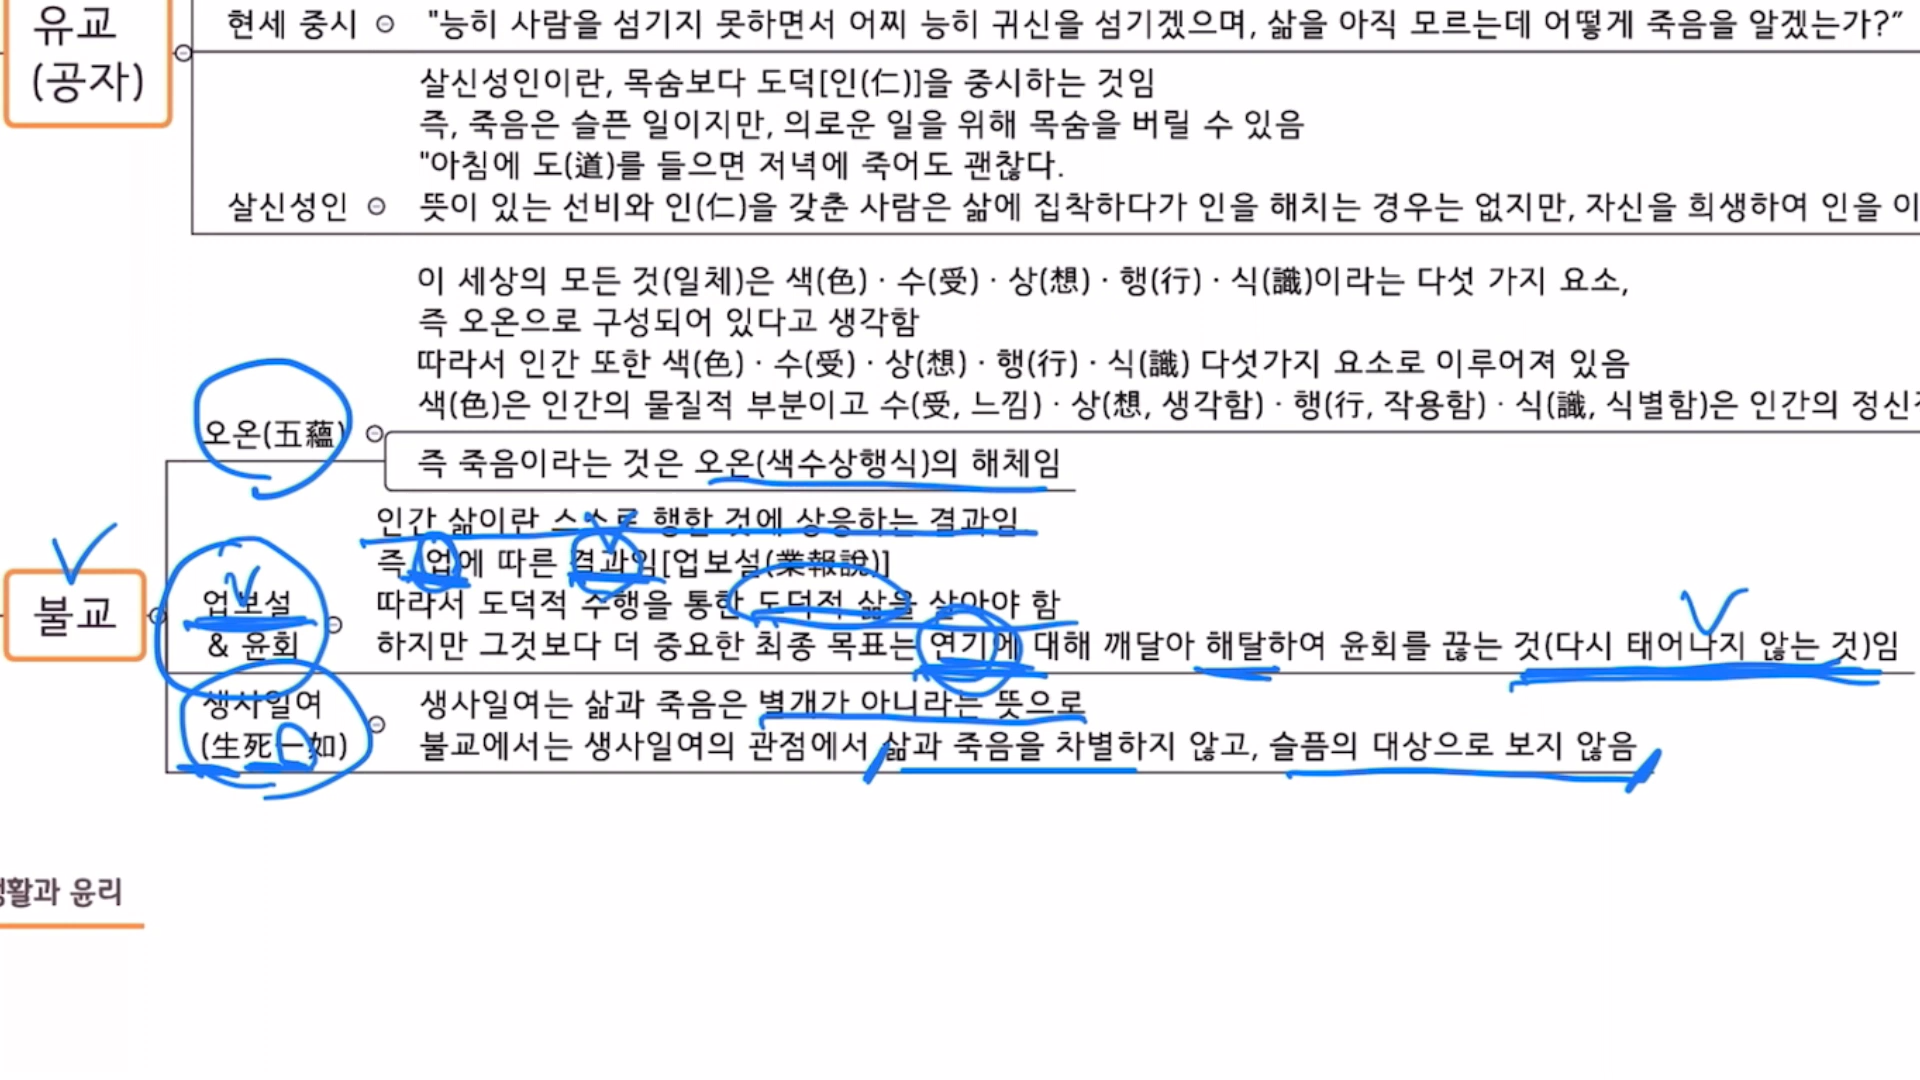 유교
(공자)
현세 중시
"능히 사람을 섬기지 못하면서 어찌 능히 귀신을 섬기겠으며, 삶을 아직 모르는데 어떻게 죽음을 알겠는가?"
살신성인이란, 목숨보다 도덕[인(仁)]을 중시하는 것임
즉, 죽음은 슬픈 일이지만, 의로운 일을 위해 목숨을 버릴 수 있음
"아침에 도(道)를 들으면 저녁에 죽어도 괜찮다.
살신성인
뜻이 있는 선비와 인(仁)을 갖춘 사람은 삶에 집착하다가 인을 해치는 경우는 없지만, 자신을 희생하여 인을 이
이 세상의 모든 것(일체)은 색(色) · 수(受) · 상(想) · 행(行) · 식(識)이라는 다섯 가지 요소,
즉 오온으로 구성되어 있다고 생각함
따라서 인간 또한 색(色) · 수(受) · 상(想) · 행(行) · 식(識) 다섯가지 요소로 이루어져 있음
색(色)은 인간의 물질적 부분이고 수(受, 느낌) · 상(想, 생각함) · 행(行, 작용함) · 식(識, 식별함)은 인간의 정신
오온(五蘊)
즉 죽음이라는 것은 오온(색수상행식)의 해체임
불교
인간 삶이란 스스로 행한 것에 상응하는 결과임
즉 업에 따른 결과임[업보설(業報說)]
업보설
& 윤회
따라서 도덕적 수행을 통한 도덕적 삶을 살아야 함
하지만 그것보다 더 중요한 최종 목표는 연기에 대해 깨달아 해탈하여 윤회를 끊는 것(다시 태어나지 않는 것)임
생사일여
(生死一如)
생사일여는 삶과 죽음은 별개가 아니라는 뜻으로
불교에서는 생사일여의 관점에서 삶과 죽음을 차별하지 않고, 슬픔의 대상으로 보지 않음
활과 윤리